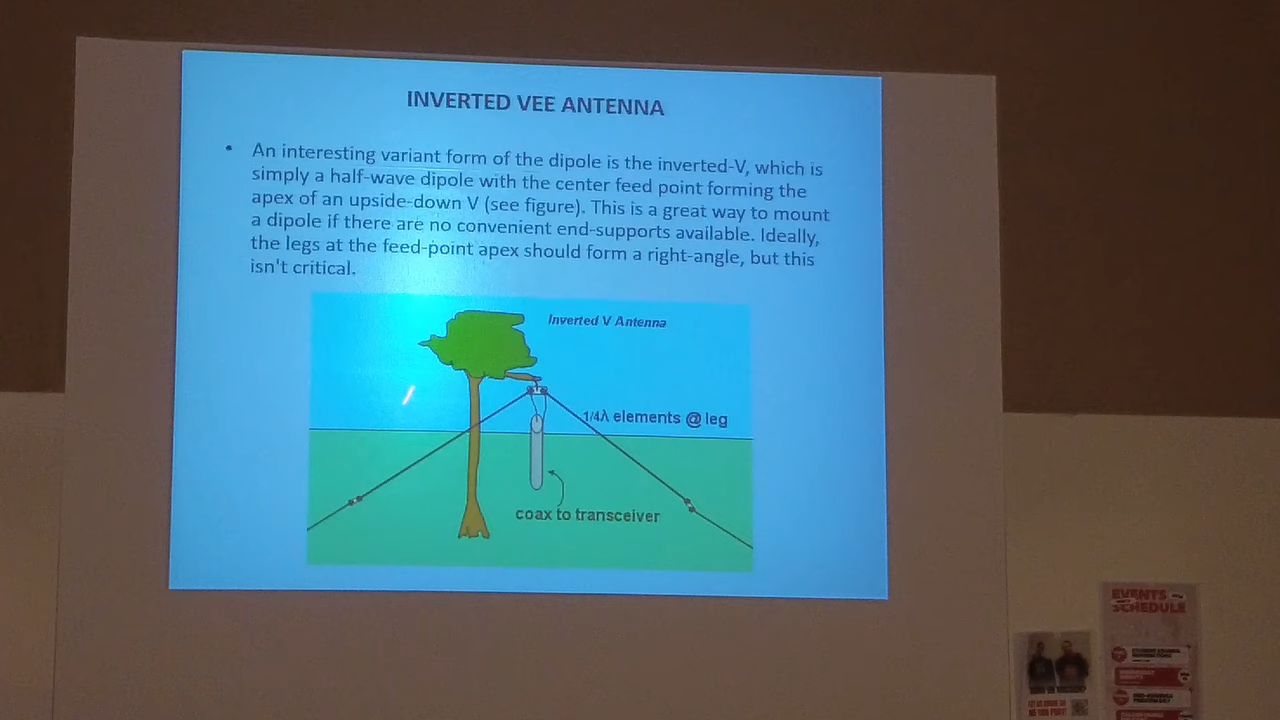 INVERTED VEE ANTENNA
• An interesting variant form of the dipole is the inverted-V, which is
simply a half-wave dipole with the center feed point forming the
apex of an upside-down V (see figure). This is a great way to mount
a dipole if there are no convenient end-supports available. Ideally,
the legs at the feed-point apex should form a right-angle, but this
isn't critical.
Inverted V Antenna
1/4λ elements @ leg
coax to transceiver
EVENTS
SCHEDULE